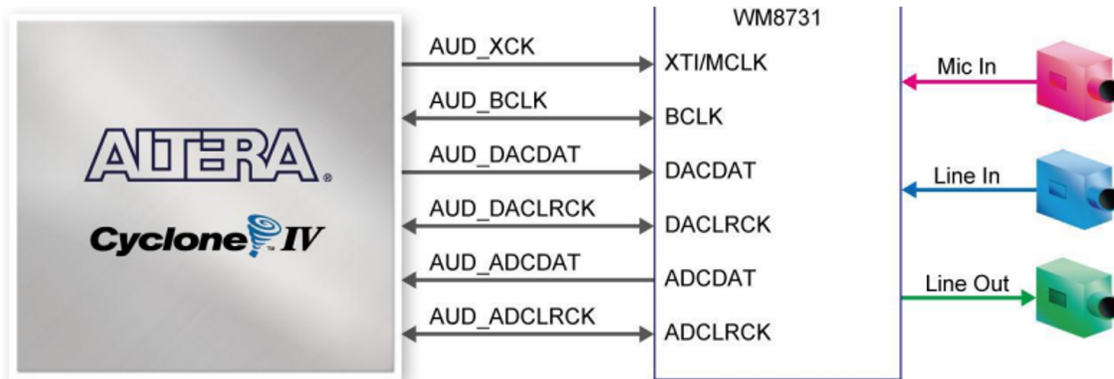 WM8731
AUD_XCK
XTI/MCLK
Mic In
AUD_BCLK
BCLK
ALTERA®
AUD_DACDAT
DACDAT
Line In
Cyclone™ IV
AUD_DACLRCK
DACLRCK
AUD_ADCDAT
ADCDAT
Line Out
AUD_ADCLRCK
ADCLRCK